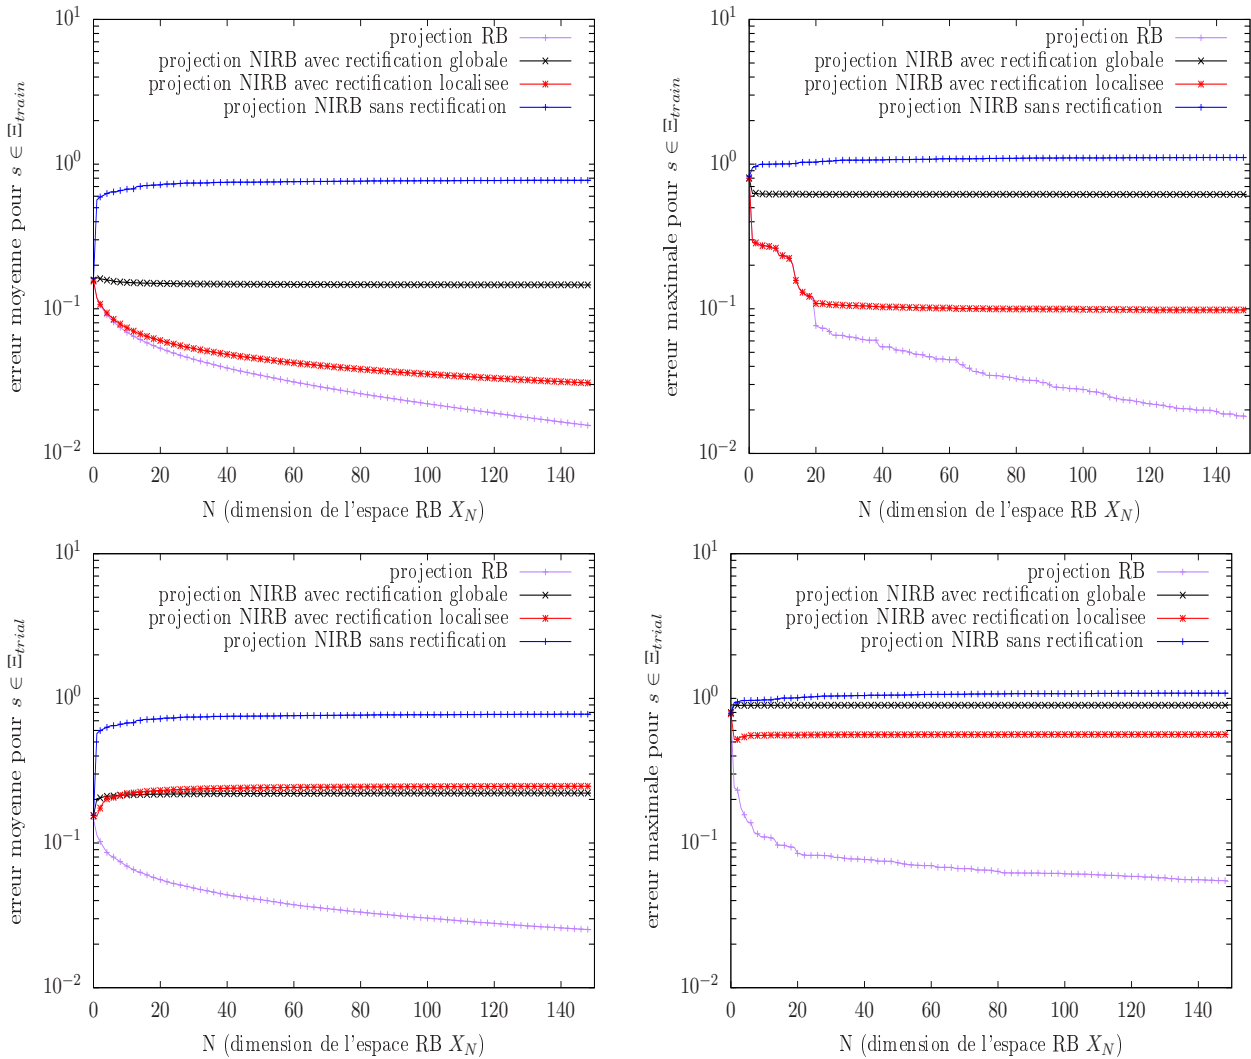 10^1
projection RB
projection NIRB avec rectification globale
projection NIRB avec rectification localisee
projection NIRB sans rectification
10^0
10^{-1}
10^{-2}
erreur moyenne pour s ∈ Ξ_{train}
0 20 40 60 80 100 120 140
N (dimension de l'espace RB X_N)
10^1
projection RB
projection NIRB avec rectification globale
projection NIRB avec rectification localisee
projection NIRB sans rectification
10^0
10^{-1}
10^{-2}
erreur maximale pour s ∈ Ξ_{train}
0 20 40 60 80 100 120 140
N (dimension de l'espace RB X_N)
10^1
projection RB
projection NIRB avec rectification globale
projection NIRB avec rectification localisee
projection NIRB sans rectification
10^0
10^{-1}
10^{-2}
erreur moyenne pour s ∈ Ξ_{trial}
0 20 40 60 80 100 120 140
N (dimension de l'espace RB X_N)
10^1
projection RB
projection NIRB avec rectification globale
projection NIRB avec rectification localisee
projection NIRB sans rectification
10^0
10^{-1}
10^{-2}
erreur maximale pour s ∈ Ξ_{trial}
0 20 40 60 80 100 120 140
N (dimension de l'espace RB X_N)